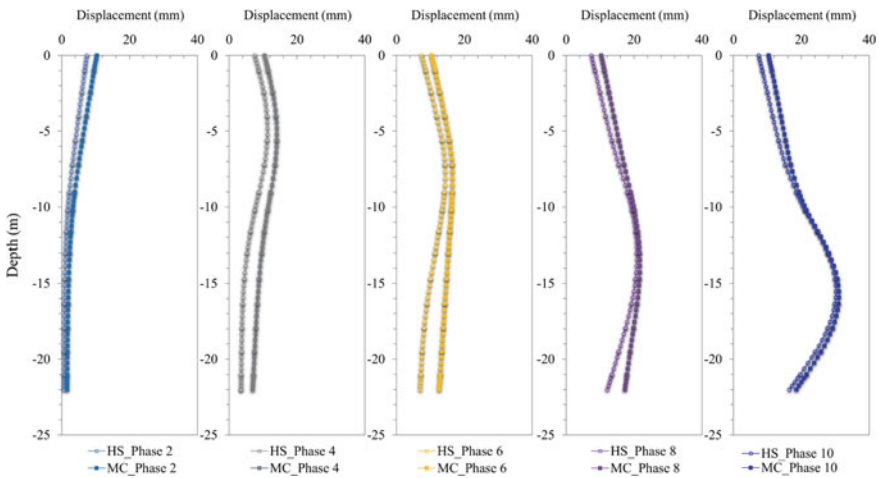 Displacement (mm) Displacement (mm) Displacement (mm) Displacement (mm) Displacement (mm)
0 20 40 0 20 40 0 20 40 0 20 40 0 20 40
0 0 0 0 0
-5 -5 -5 -5 -5
-10 -10 -10 -10 -10
Depth (m)
-15 -15 -15 -15 -15
-20 -20 -20 -20 -20
-25 -25 -25 -25 -25
HS_Phase 2 HS_Phase 4 HS_Phase 6 HS_Phase 8 HS_Phase 10
MC_Phase 2 MC_Phase 4 MC_Phase 6 MC_Phase 8 MC_Phase 10